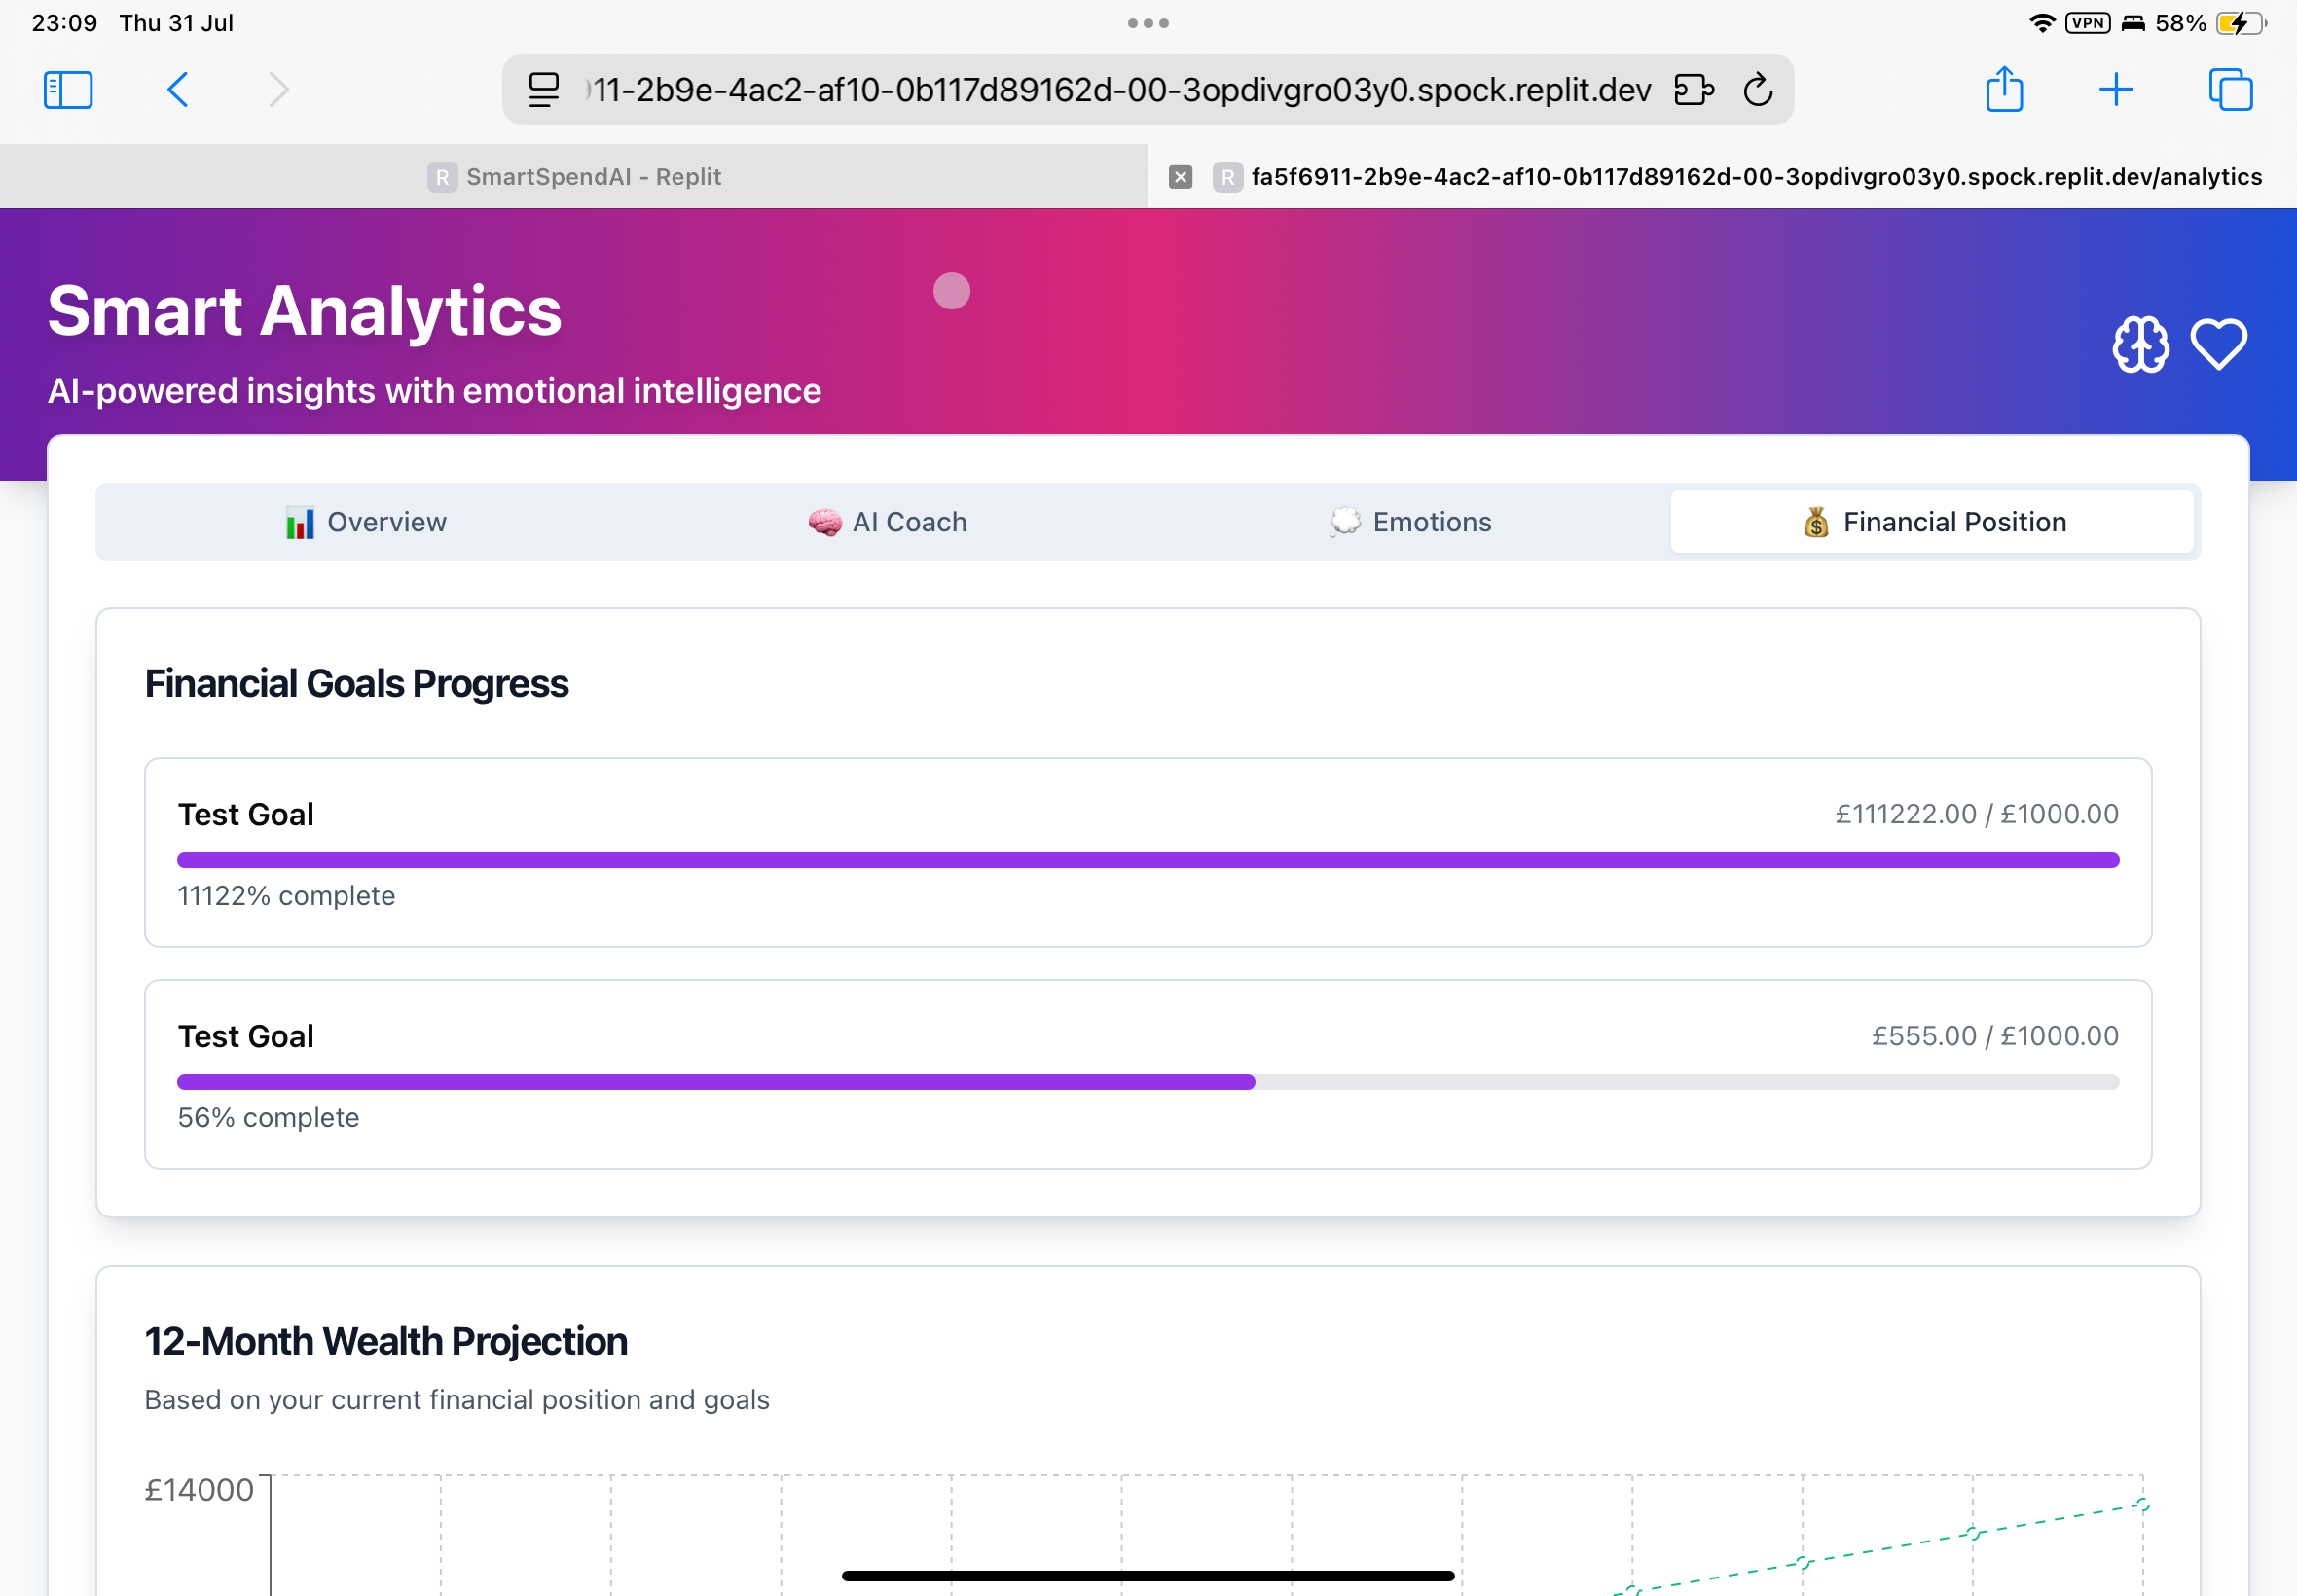 23:09 Thu 31 Jul
VPN 58%
11-2b9e-4ac2-af10-0b117d89162d-00-3opdivgro03y0.spock.replit.dev
R SmartSpendAI - Replit
R fa5f6911-2b9e-4ac2-af10-0b117d89162d-00-3opdivgro03y0.spock.replit.dev/analytics
Smart Analytics
AI-powered insights with emotional intelligence
Overview
AI Coach
Emotions
Financial Position
Financial Goals Progress
Test Goal
£111222.00 / £1000.00
11122% complete
Test Goal
£555.00 / £1000.00
56% complete
12-Month Wealth Projection
Based on your current financial position and goals
£14000